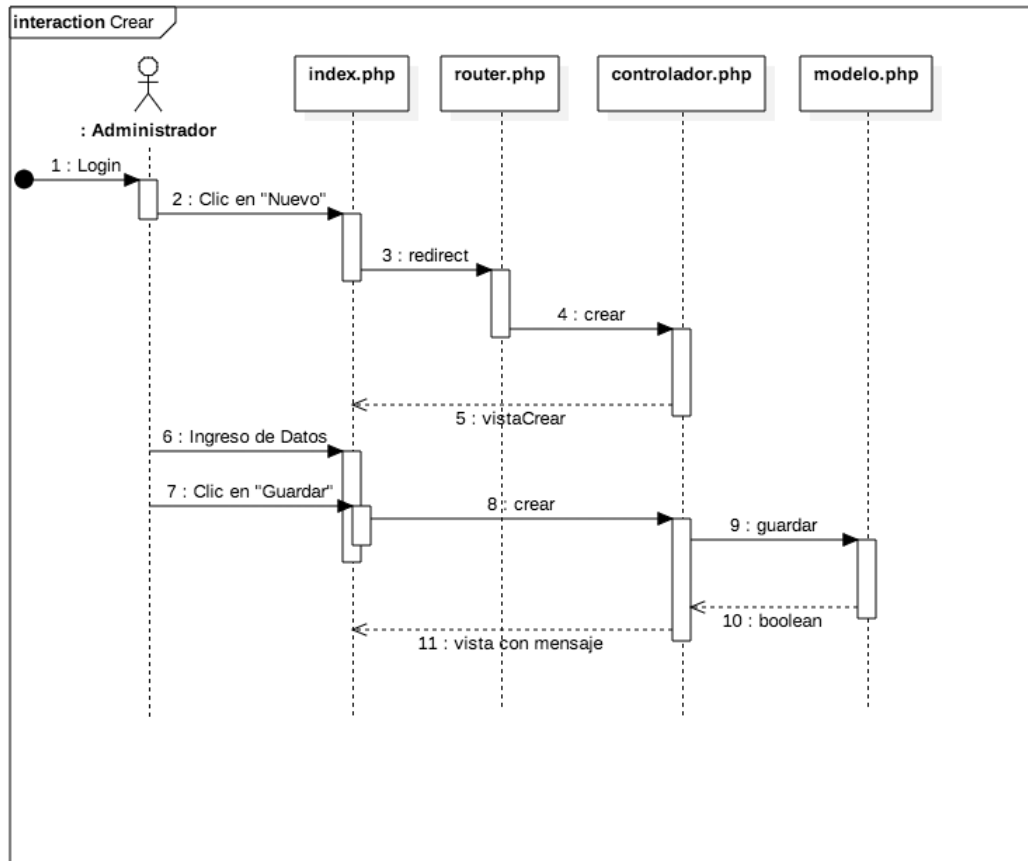 interaction Crear
index.php
router.php
controlador.php
modelo.php
: Administrador
1 : Login
2 : Clic en "Nuevo"
3 : redirect
4 : crear
5 : vistaCrear
6 : Ingreso de Datos
7 : Clic en "Guardar"
8 : crear
9 : guardar
10 : boolean
11 : vista con mensaje